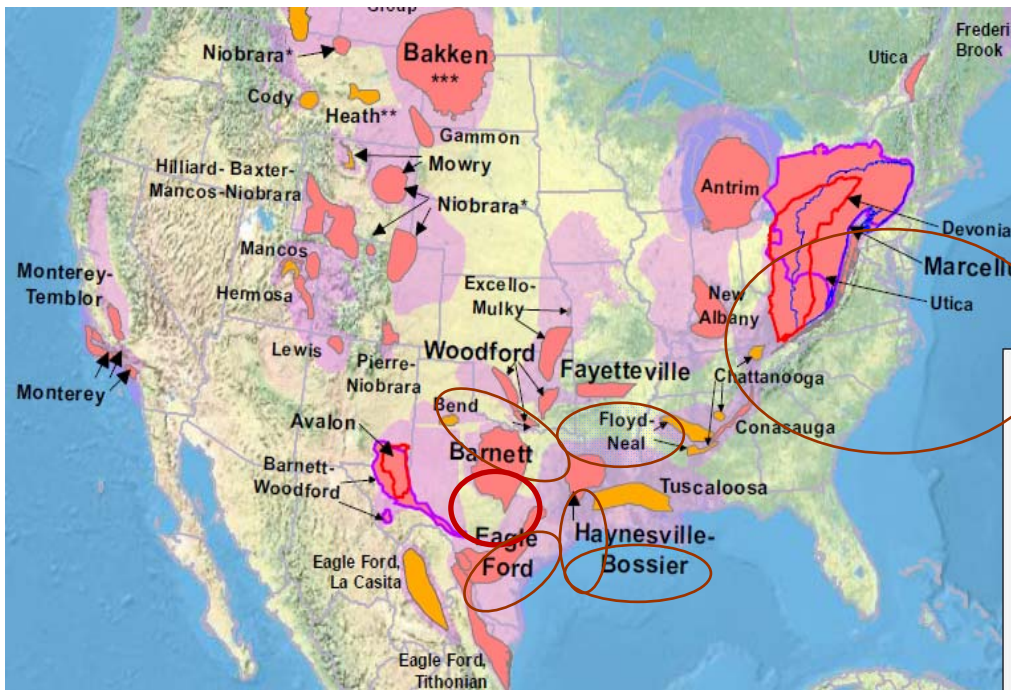 Group
Frederi
Brook
Utica
Niobrara*
Bakken
***
Cody
Heath**
Gammon
Mowry
Hilliard- Baxter-
Mancos-Niobrara
Antrim
Niobrara*
Devonia
Mancos
Marcellu
Monterey-
Temblor
Hermosa
Excello-
Mulky
New
Albany
Utica
Lewis
Pierre-
Niobrara
Woodford
Fayetteville
Chattanooga
Monterey
Bend
Avalon
Floyd-
Neal
Conasauga
Barnett
Barnett-
Woodford
Tuscaloosa
Eagle
Ford
Haynesville-
Bossier
Eagle Ford,
La Casita
Eagle Ford,
Tithonian